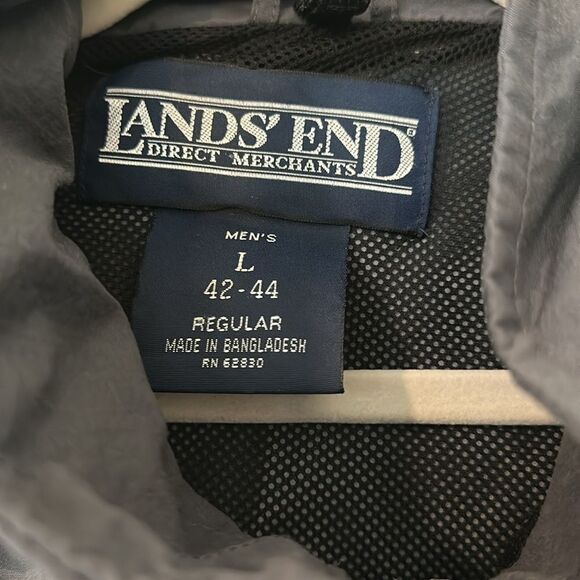 LANDS' END®
DIRECT MERCHANTS
MEN'S
L
42-44
REGULAR
MADE IN BANGLADESH
RN 62830